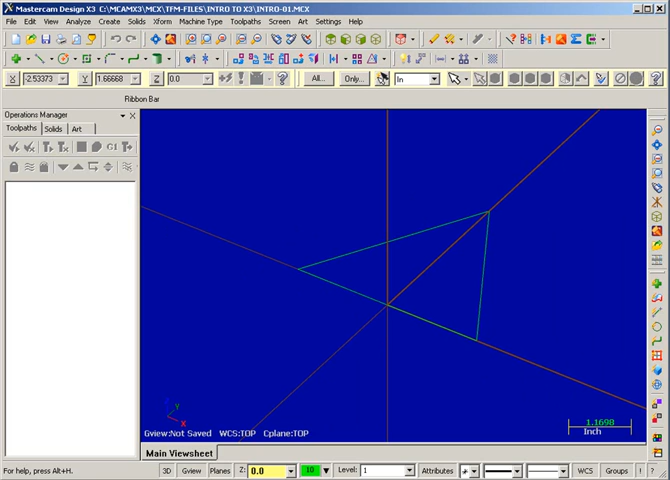 Mastercam Design X3 C:\MCAMX3\MCX\TFM-FILES\INTRO TO X3\INTRO-01.MCX
File Edit View Analyze Create Solids Xform Machine Type Toolpaths Screen Art Settings Help
X -2.53373 Y 1.66668 Z 0.0 All... Only... In
Ribbon Bar
Operations Manager
Toolpaths Solids Art
G1
Y
X
Gview:Not Saved WCS:TOP Cplane:TOP
1.1698
Inch
Main Viewsheet
For help, press Alt+H. 3D Gview Planes Z: 0.0 10 Level: 1 Attributes WCS Groups